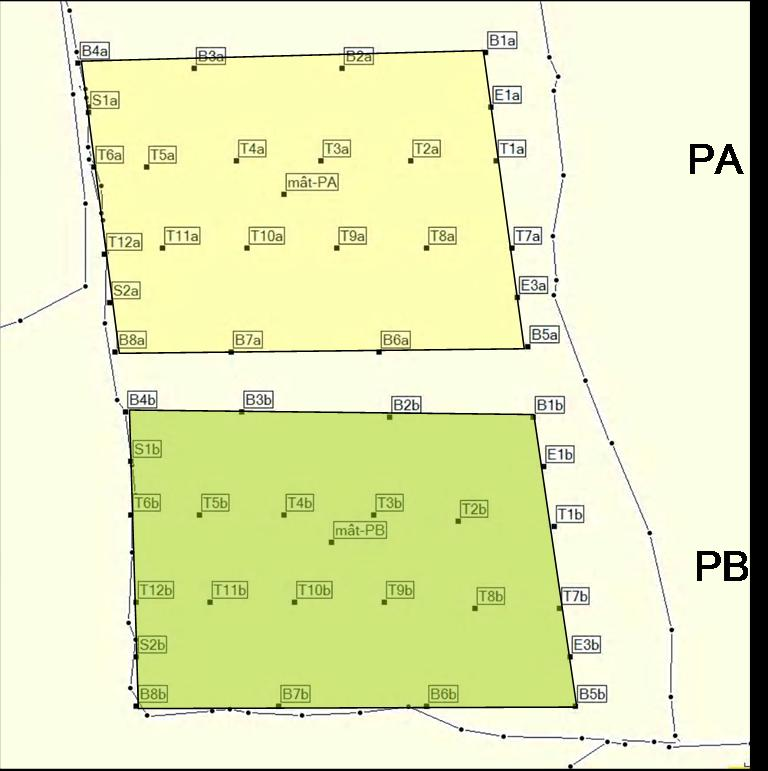 B4a B3a B2a B1a
S1a E1a
T6a T5a T4a T3a T2a T1a
mât-PA
PA
T12a T11a T10a T9a T8a T7a
S2a E3a
B8a B7a B6a B5a
B4b B3b B2b B1b
S1b E1b
T6b T5b T4b T3b T2b T1b
mât-PB
PB
T12b T11b T10b T9b T8b T7b
S2b E3b
B8b B7b B6b B5b